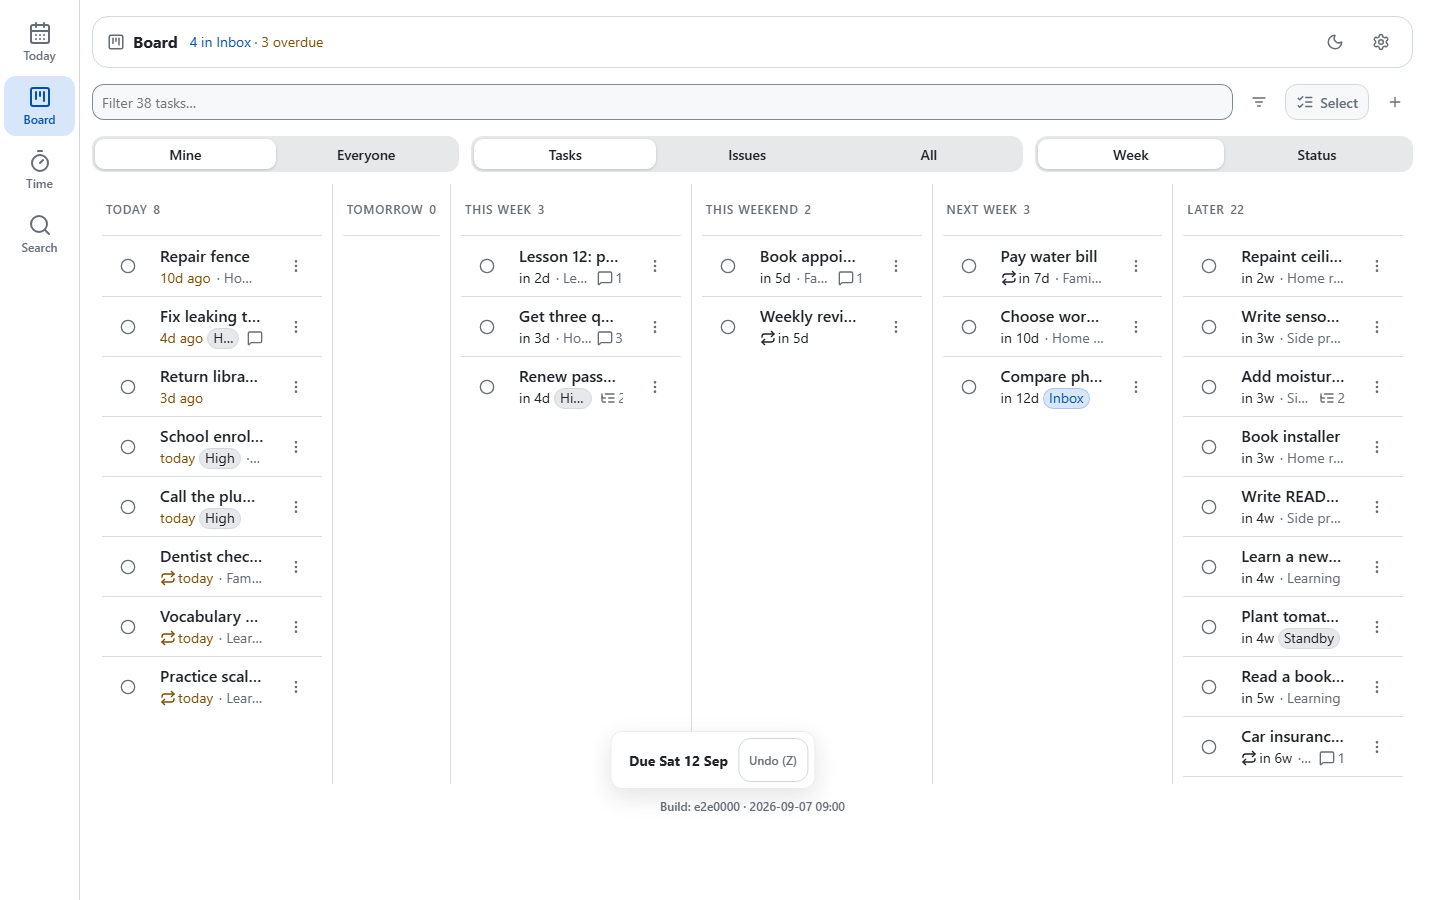 Today
Board
Time
Search
Board 4 in Inbox · 3 overdue
Filter 38 tasks...
Select
Mine
Everyone
Tasks
Issues
All
Week
Status
TODAY 8
Repair fence
10d ago · Ho...
Fix leaking t...
4d ago H...
Return libra...
3d ago
School enrol...
today High ·...
Call the plu...
today High
Dentist chec...
today · Fam...
Vocabulary ...
today · Lear...
Practice scal...
today · Lear...
TOMORROW 0
THIS WEEK 3
Lesson 12: p...
in 2d · Le... 1
Get three q...
in 3d · Ho... 3
Renew pass...
in 4d Hi... 2
THIS WEEKEND 2
Book appoi...
in 5d · Fa... 1
Weekly revi...
in 5d
NEXT WEEK 3
Pay water bill
in 7d · Fami...
Choose wor...
in 10d · Home ...
Compare ph...
in 12d Inbox
LATER 22
Repaint ceili...
in 2w · Home r...
Write senso...
in 3w · Side pr...
Add moistur...
in 3w · Si... 2
Book installer
in 3w · Home r...
Write READ...
in 4w · Side pr...
Learn a new...
in 4w · Learning
Plant tomat...
in 4w Standby
Read a book...
in 5w · Learning
Car insuranc...
in 6w ·... 1
Due Sat 12 Sep
Undo (Z)
Build: e2e0000 · 2026-09-07 09:00